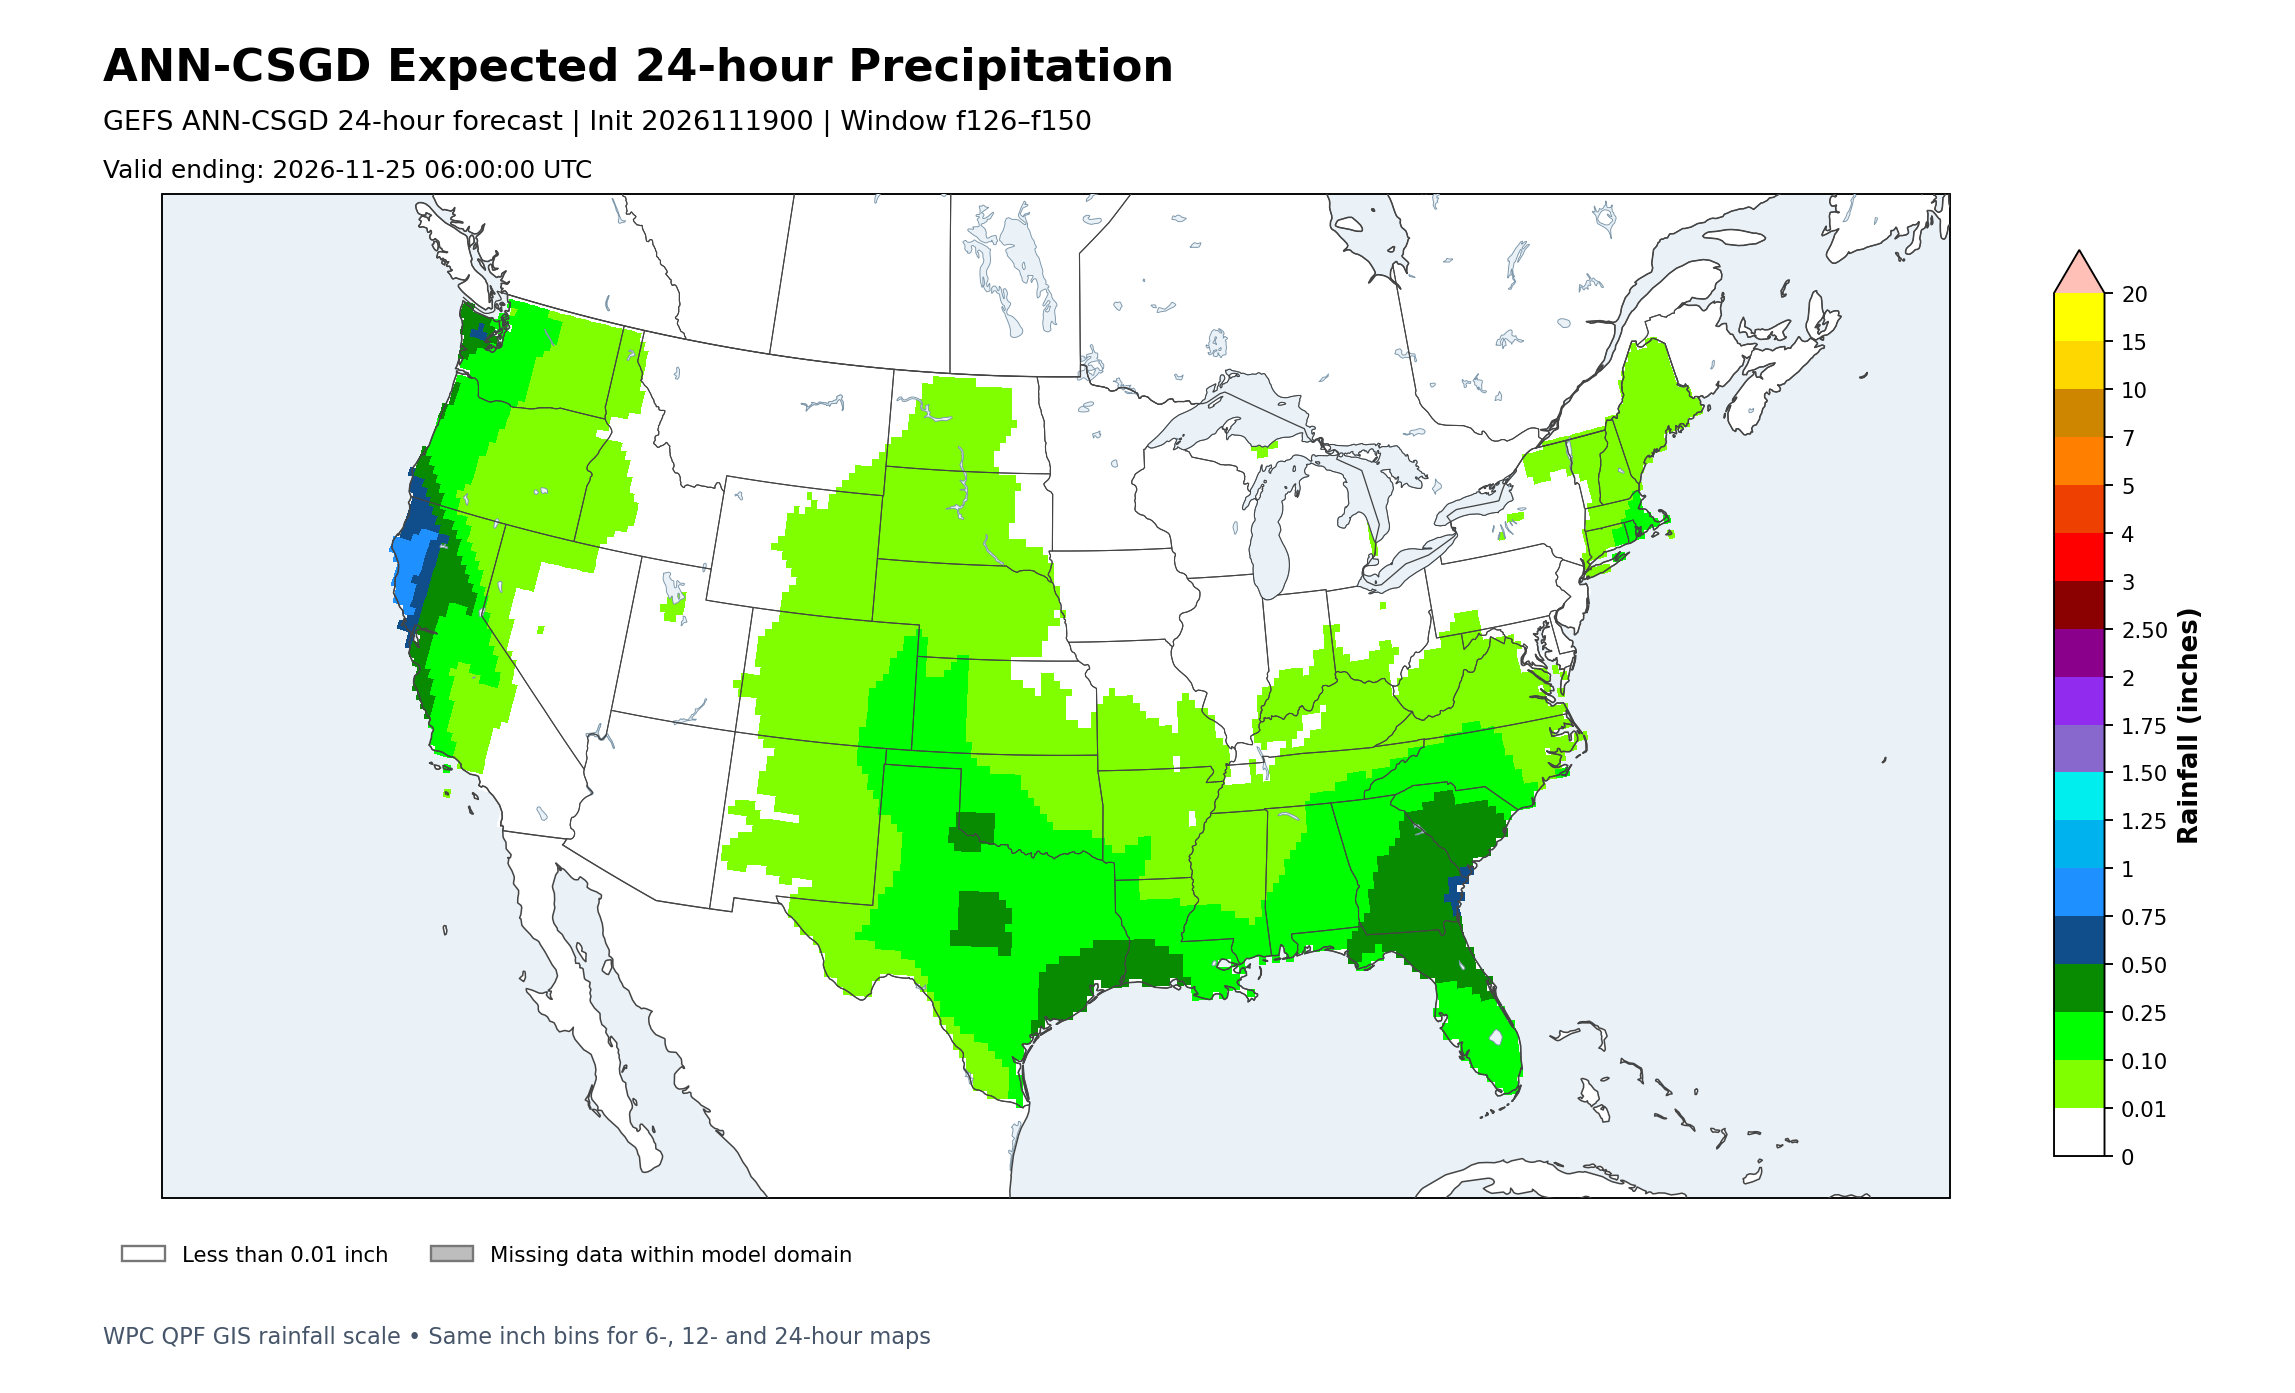 ANN-CSGD Expected 24-hour Precipitation
GEFS ANN-CSGD 24-hour forecast | Init 2026111900 | Window f126–f150
Valid ending: 2026-11-25 06:00:00 UTC
20
15
10
7
5
4
3
2.50
2
1.75
1.50
1.25
1
0.75
0.50
0.25
0.10
0.01
0
Rainfall (inches)
Less than 0.01 inch
Missing data within model domain
WPC QPF GIS rainfall scale • Same inch bins for 6-, 12- and 24-hour maps